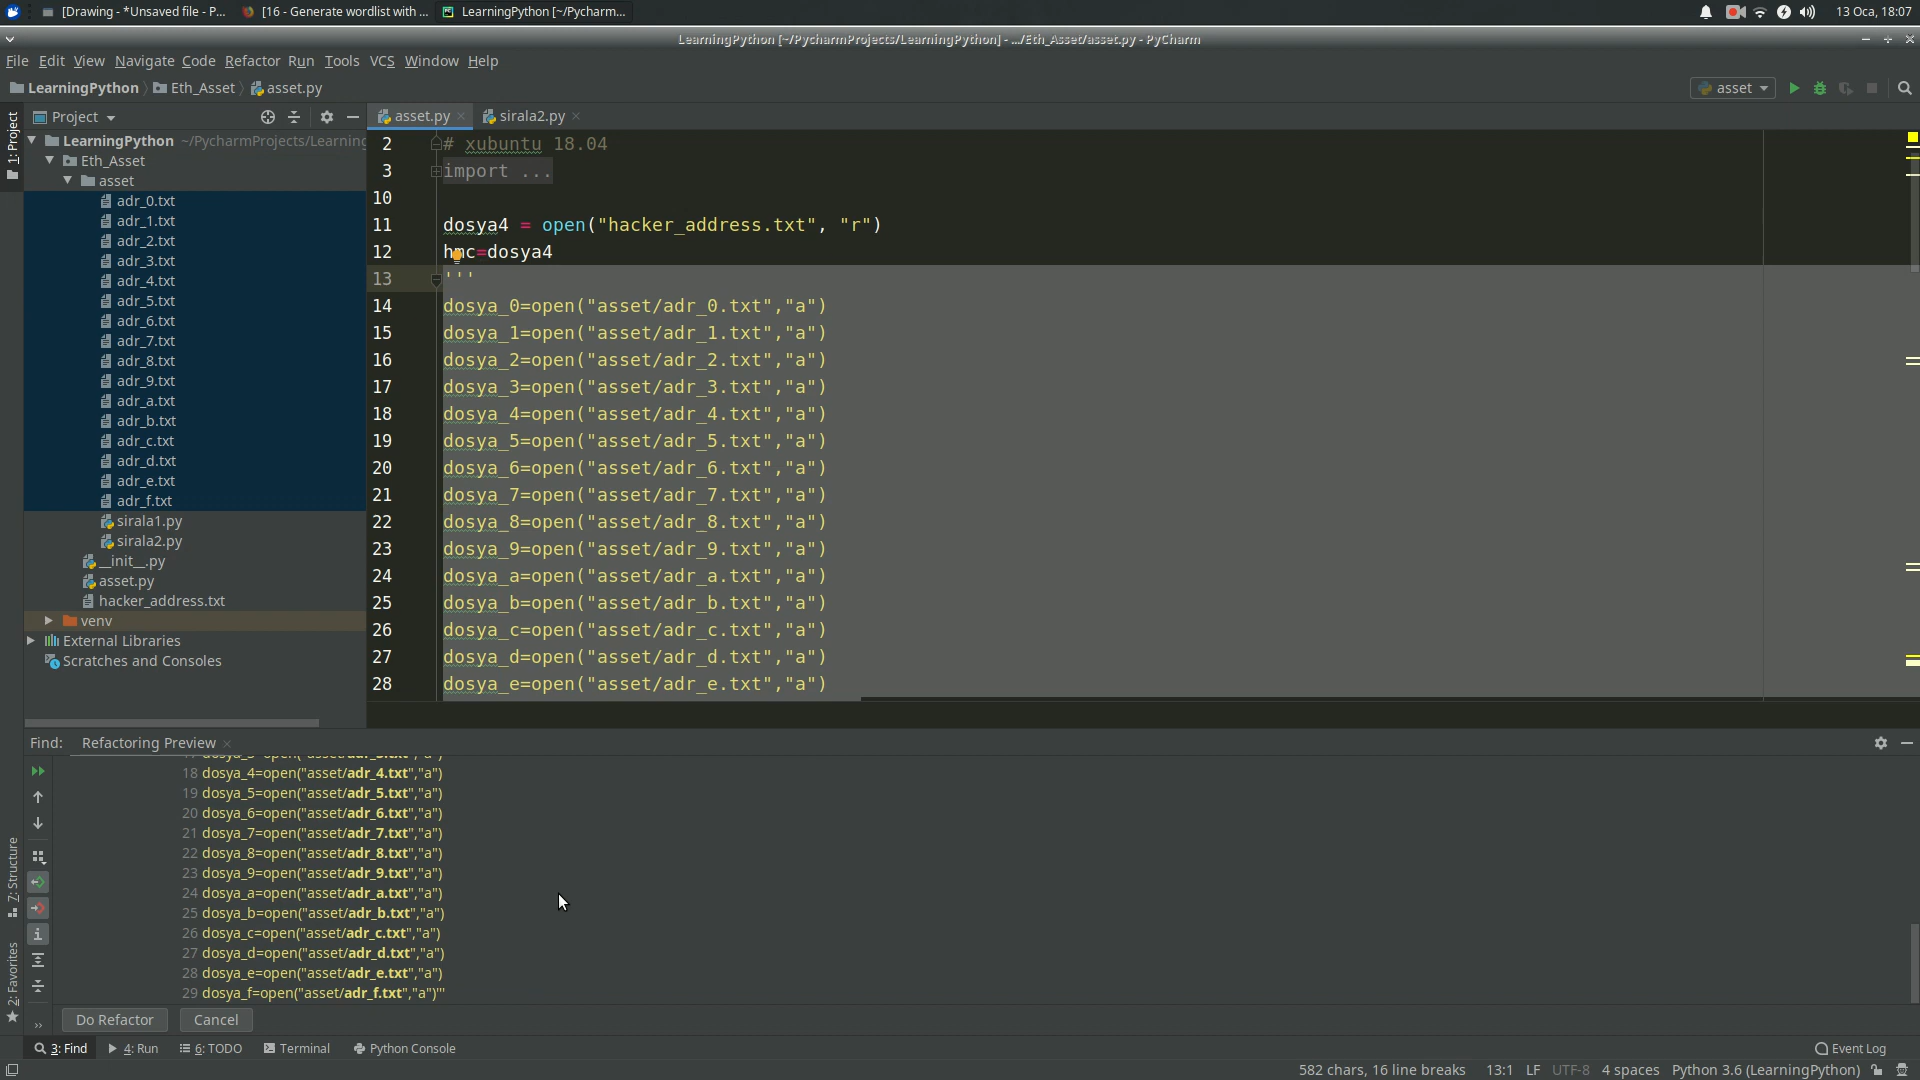 [Drawing - *Unsaved file - P... [16 - Generate wordlist with ... LearningPython [~/Pycharm... 13 Oca, 18:07
LearningPython [~/PycharmProjects/LearningPython] - .../Eth_Asset/asset.py - PyCharm
File Edit View Navigate Code Refactor Run Tools VCS Window Help
LearningPython Eth_Asset asset.py asset
1: Project
Project
asset.py sirala2.py
LearningPython ~/PycharmProjects/Learning
Eth_Asset
asset
adr_0.txt
adr_1.txt
adr_2.txt
adr_3.txt
adr_4.txt
adr_5.txt
adr_6.txt
adr_7.txt
adr_8.txt
adr_9.txt
adr_a.txt
adr_b.txt
adr_c.txt
adr_d.txt
adr_e.txt
adr_f.txt
sirala1.py
sirala2.py
__init__.py
asset.py
hacker_address.txt
venv
External Libraries
Scratches and Consoles
2 # xubuntu 18.04
3 import ...
10
11 dosya4 = open("hacker_address.txt", "r")
12 hmc=dosya4
13 '''
14 dosya_0=open("asset/adr_0.txt","a")
15 dosya_1=open("asset/adr_1.txt","a")
16 dosya_2=open("asset/adr_2.txt","a")
17 dosya_3=open("asset/adr_3.txt","a")
18 dosya_4=open("asset/adr_4.txt","a")
19 dosya_5=open("asset/adr_5.txt","a")
20 dosya_6=open("asset/adr_6.txt","a")
21 dosya_7=open("asset/adr_7.txt","a")
22 dosya_8=open("asset/adr_8.txt","a")
23 dosya_9=open("asset/adr_9.txt","a")
24 dosya_a=open("asset/adr_a.txt","a")
25 dosya_b=open("asset/adr_b.txt","a")
26 dosya_c=open("asset/adr_c.txt","a")
27 dosya_d=open("asset/adr_d.txt","a")
28 dosya_e=open("asset/adr_e.txt","a")
Find: Refactoring Preview
18 dosya_4=open("asset/adr_4.txt","a")
19 dosya_5=open("asset/adr_5.txt","a")
20 dosya_6=open("asset/adr_6.txt","a")
21 dosya_7=open("asset/adr_7.txt","a")
22 dosya_8=open("asset/adr_8.txt","a")
23 dosya_9=open("asset/adr_9.txt","a")
24 dosya_a=open("asset/adr_a.txt","a")
25 dosya_b=open("asset/adr_b.txt","a")
26 dosya_c=open("asset/adr_c.txt","a")
27 dosya_d=open("asset/adr_d.txt","a")
28 dosya_e=open("asset/adr_e.txt","a")
29 dosya_f=open("asset/adr_f.txt","a")'''
7: Structure
2: Favorites
Do Refactor Cancel
3: Find 4: Run 6: TODO Terminal Python Console Event Log
582 chars, 16 line breaks 13:1 LF UTF-8 4 spaces Python 3.6 (LearningPython)